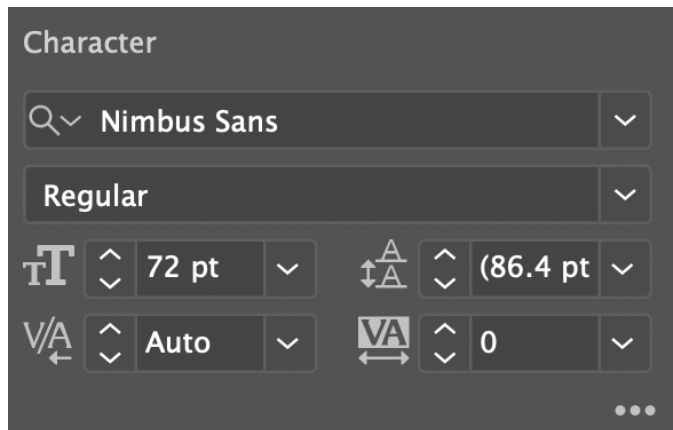 Character
Nimbus Sans
Regular
72 pt (86.4 pt
Auto 0